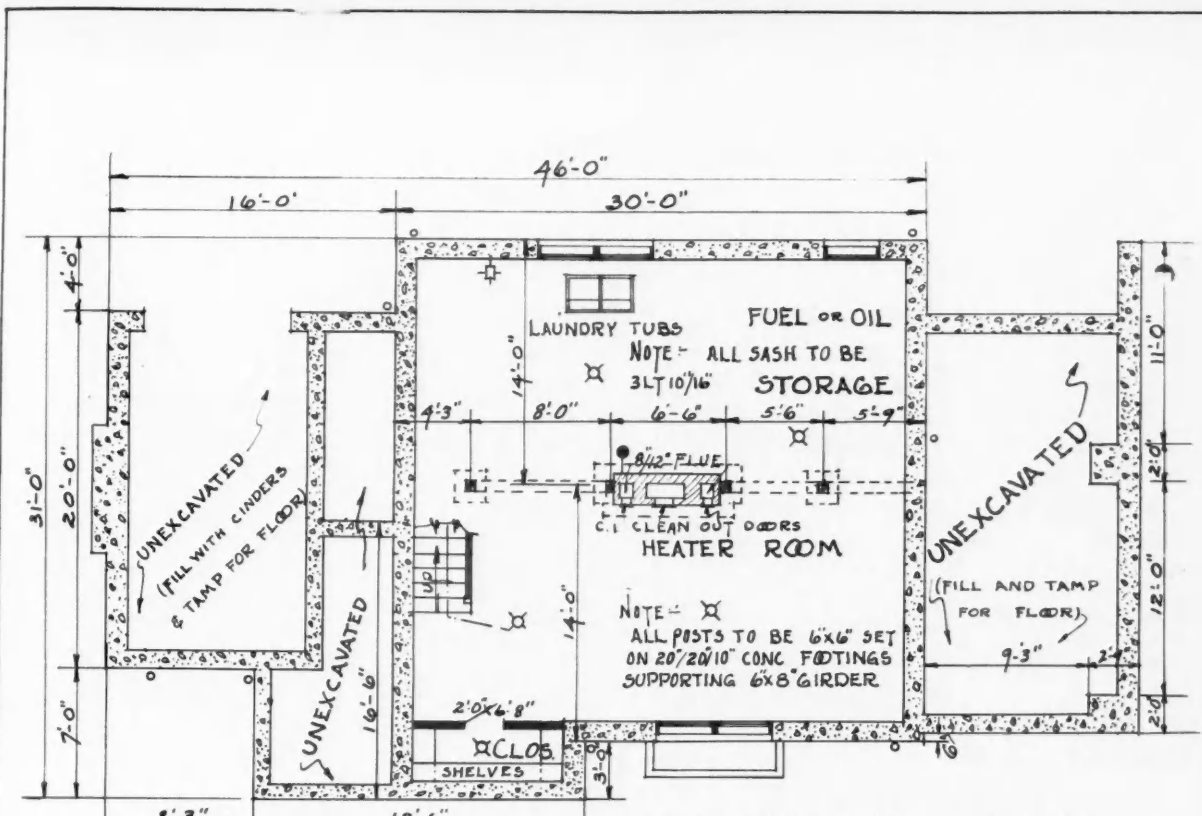 46'-0"
16'-0"
30'-0"
4'-0"
31'-0"
20'-0"
7'-0"
LAUNDRY TUBS
FUEL OR OIL
STORAGE
NOTE:- ALL SASH TO BE
3LT 10"/16"
14'-0"
4'-3"
8'-0"
6'-6"
5'6"
5'-9"
11'-0"
2'0"
12'-0"
2'0"
UNEXCAVATED
(FILL WITH CINDERS
& TAMP FOR FLOOR)
8/12" FLUE
C.I. CLEAN OUT DOORS
HEATER ROOM
UP
UNEXCAVATED
(FILL AND TAMP
FOR FLOOR)
9'-3"
14'-0"
NOTE:-
ALL POSTS TO BE 6"x6" SET
ON 20"/20"/10" CONC FOOTINGS
SUPPORTING 6"x8" GIRDER
UNEXCAVATED
16'-6"
2'0"x6'8"
CLOS.
SHELVES
3'-0"